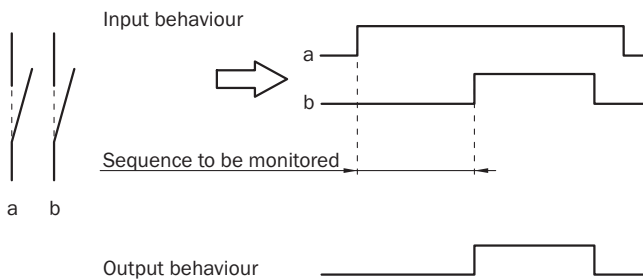 Input behaviour
a
b
Sequence to be monitored
a b
Output behaviour